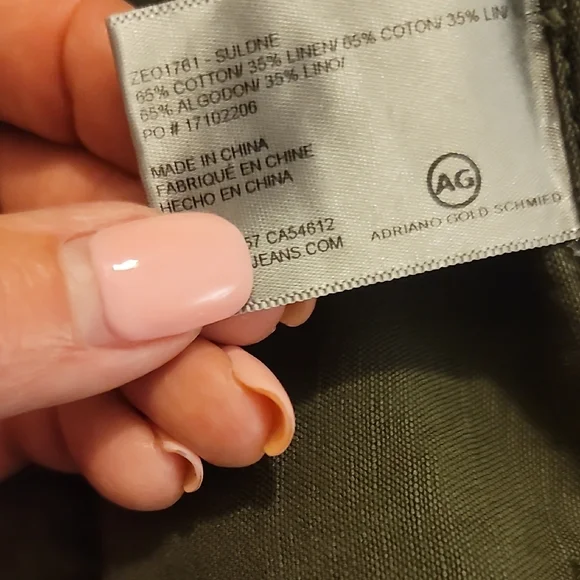 ZEO1761 - SULDNE
65% COTTON/ 35% LINEN/ 65% COTON/ 35% LIN/
65% ALGODON/ 35% LINO/
PO # 17102206
MADE IN CHINA
FABRIQUÉ EN CHINE
HECHO EN CHINA
57 CA54612
JEANS.COM
AG
ADRIANO GOLDSCHMIED